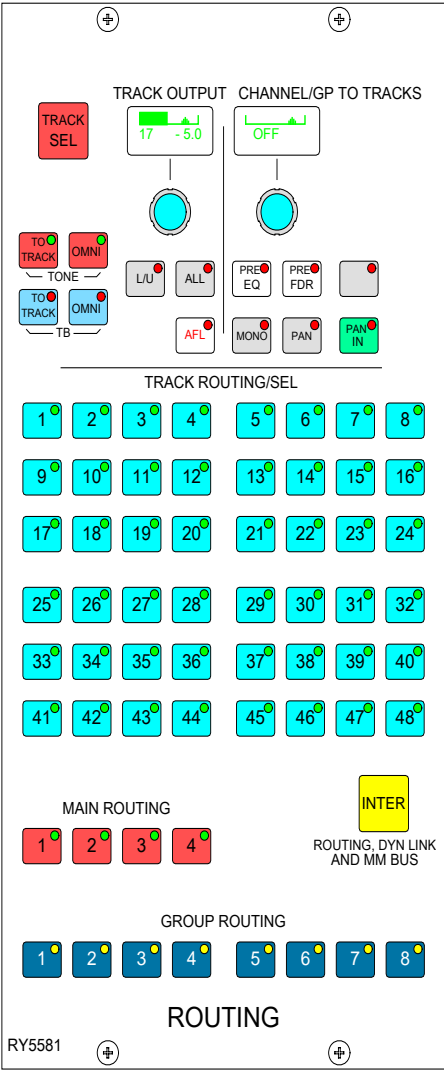 TRACK OUTPUT CHANNEL/GP TO TRACKS
TRACK
SEL
17 - 5.0
OFF
TO
TRACK
OMNI
TONE
TO
TRACK
OMNI
TB
L/U
ALL
PRE
EQ
PRE
FDR
AFL
MONO
PAN
PAN
IN
TRACK ROUTING/SEL
1 2 3 4 5 6 7 8
9 10 11 12 13 14 15 16
17 18 19 20 21 22 23 24
25 26 27 28 29 30 31 32
33 34 35 36 37 38 39 40
41 42 43 44 45 46 47 48
INTER
MAIN ROUTING
1 2 3 4
ROUTING, DYN LINK
AND MM BUS
GROUP ROUTING
1 2 3 4 5 6 7 8
ROUTING
RY5581